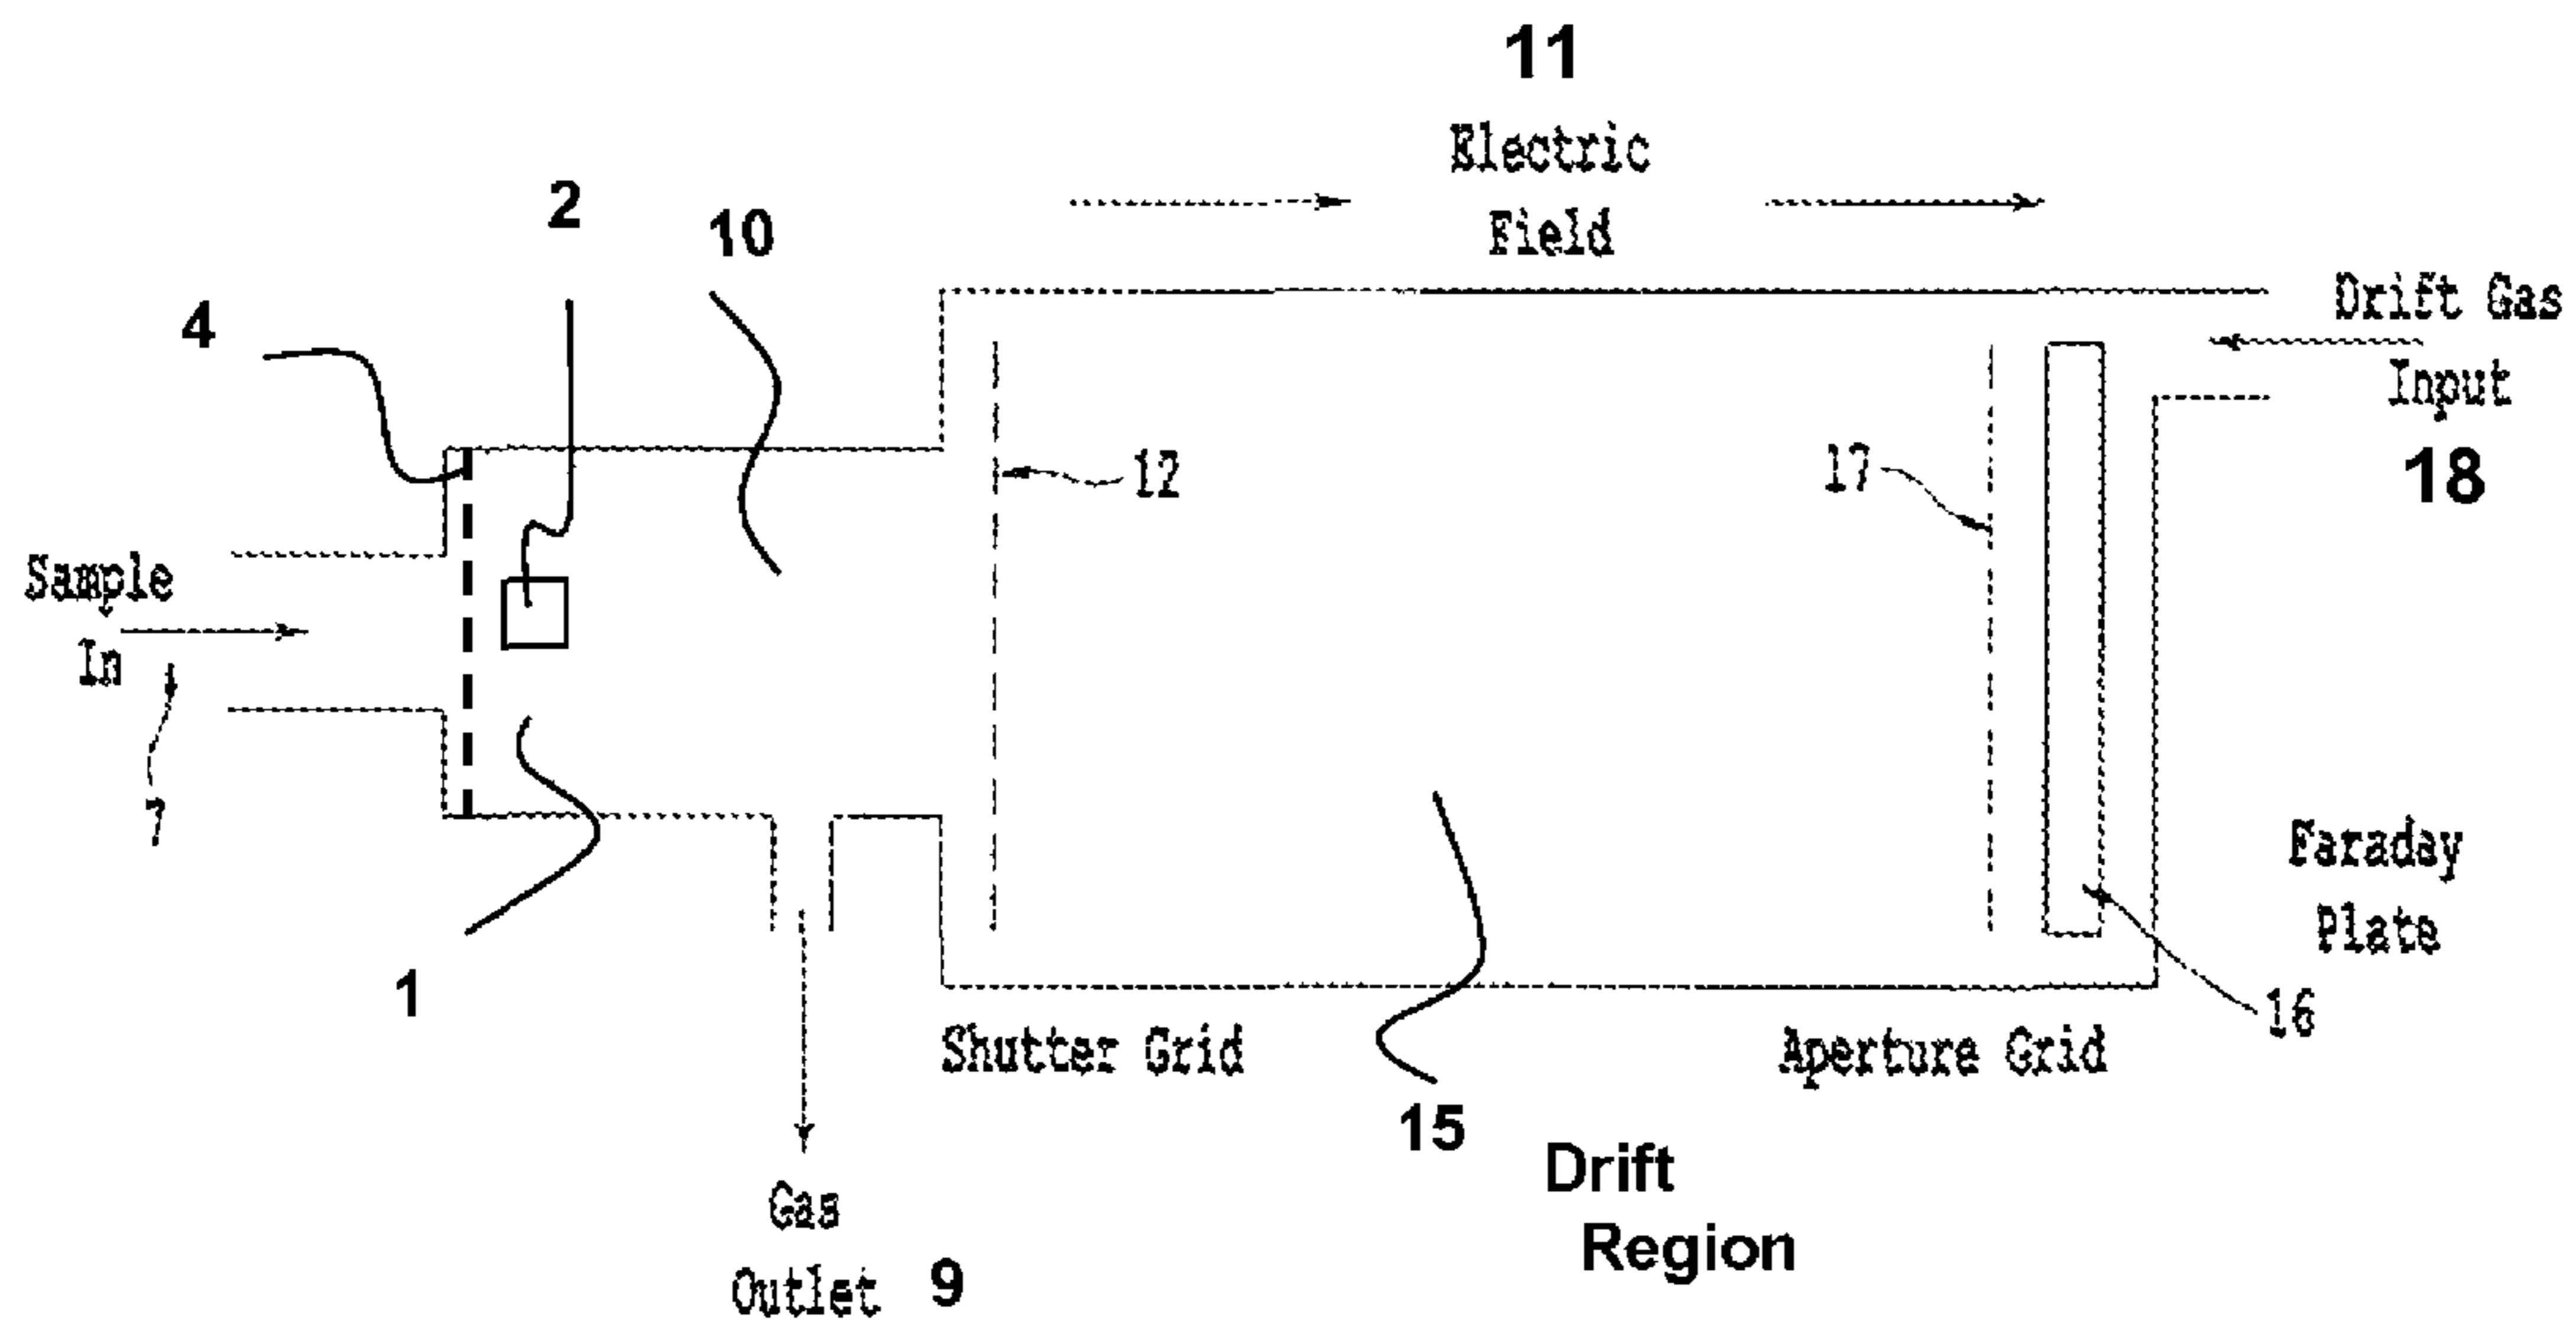 11
Electric
Field
2
10
4
Drift Gas
Input
18
12
17
Sample
In
7
Faraday
Plate
1
16
Shutter Grid
Aperture Grid
15
Drift
Region
Gas
Outlet 9